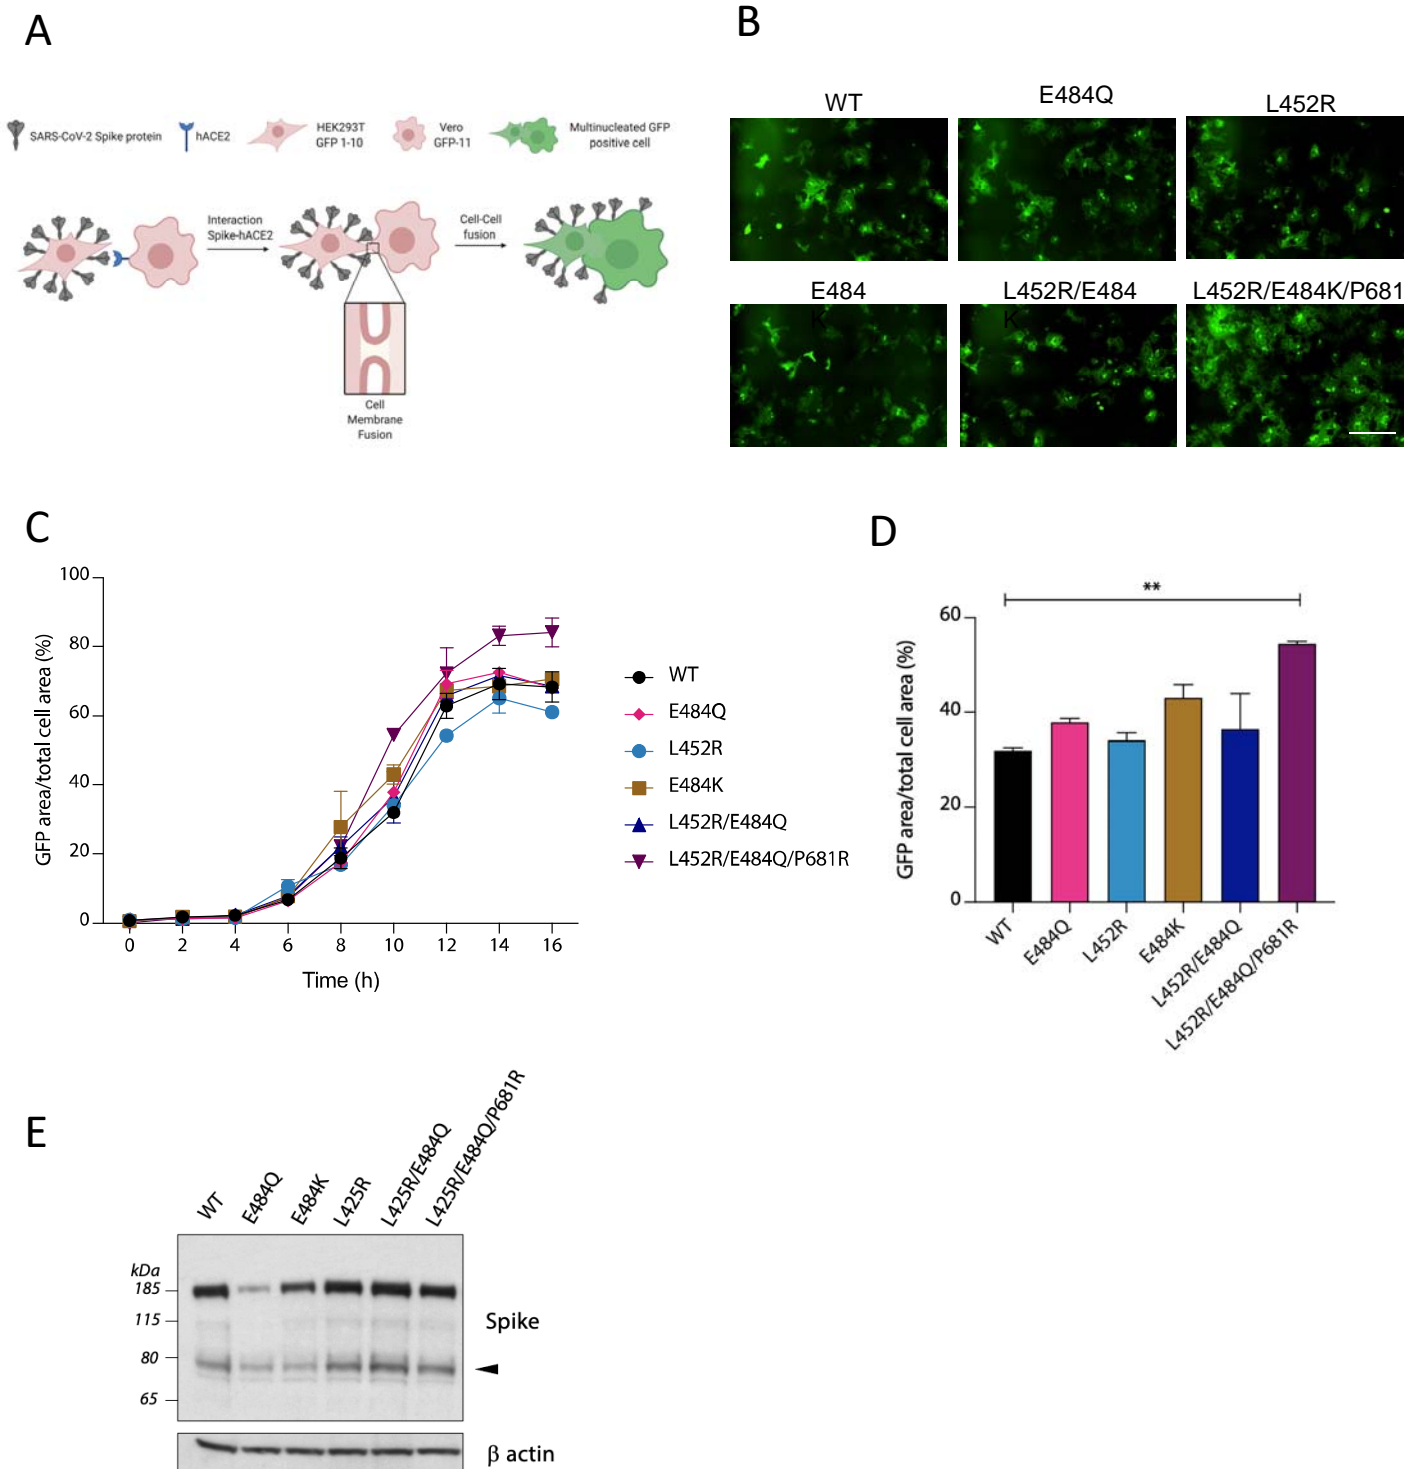 A
SARS-CoV-2 Spike protein
hACE2
HEK293T
GFP 1-10
Vero
GFP-11
Multinucleated GFP
positive cell
Interaction
Spike-hACE2
Cell-Cell
fusion
Cell
Membrane
Fusion
B
WT
E484Q
L452R
E484
K
L452R/E484
K
L452R/E484K/P681
C
GFP area/total cell area (%)
100
80
60
40
20
0
0 2 4 6 8 10 12 14 16
Time (h)
WT
E484Q
L452R
E484K
L452R/E484Q
L452R/E484Q/P681R
D
**
GFP area/total cell area (%)
60
40
20
0
WT
E484Q
L452R
E484K
L452R/E484Q
L452R/E484Q/P681R
E
WT
E484Q
E484K
L425R
L425R/E484Q
L425R/E484Q/P681R
kDa
185
115
80
65
Spike
β actin